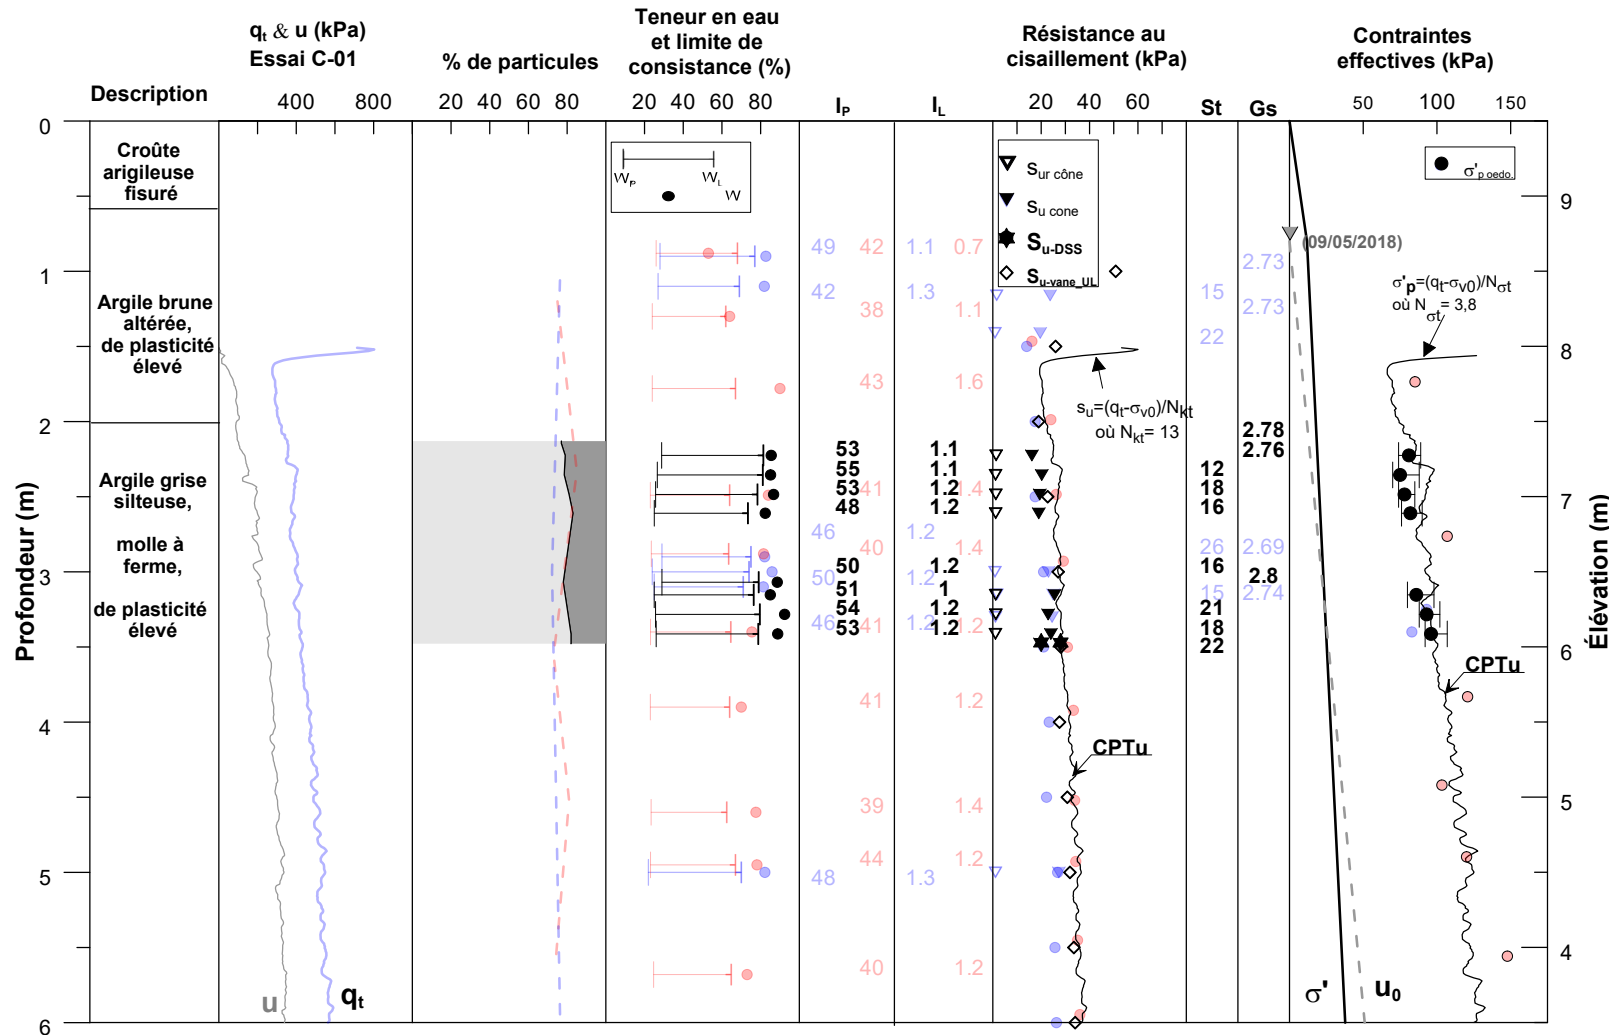 qt & u (kPa)
Essai C-01
% de particules
Teneur en eau
et limite de
consistance (%)
Résistance au
cisaillement (kPa)
Contraintes
effectives (kPa)
Description
400 800
20 40 60 80
20 40 60 80
IP
IL
20 40 60
St
Gs
50 100 150
Profondeur (m)
0
1
2
3
4
5
6
Croûte
arigileuse
fisuré
Argile brune
altérée,
de plasticité
élevé
Argile grise
silteuse,
molle à
ferme,
de plasticité
élevé
u
qt
WP
WL
W
49 42
42
38
43
53
55
53 41
48
46
40
50
50
51
54
46 41
53
41
39
44
48
40
1.1 0.7
1.3
1.1
1.6
1.1
1.1
1.2 1.4
1.2
1.2
1.4
1.2
1.2
1
1.2
1.2 1.2
1.2
1.2
1.4
1.2
1.3
1.2
Sur cône
Su cone
Su-DSS
Su-vane_UL
su=(qt-σv0)/Nkt
où Nkt= 13
CPTu
15
22
12
18
16
26
16
15
21
18
22
2.73
2.73
2.78
2.76
2.69
2.8
2.74
σ'p oedo.
(09/05/2018)
σ'p=(qt-σv0)/Nσt
où Nσt = 3,8
CPTu
σ'
u0
9
8
7
6
5
4
Élévation (m)